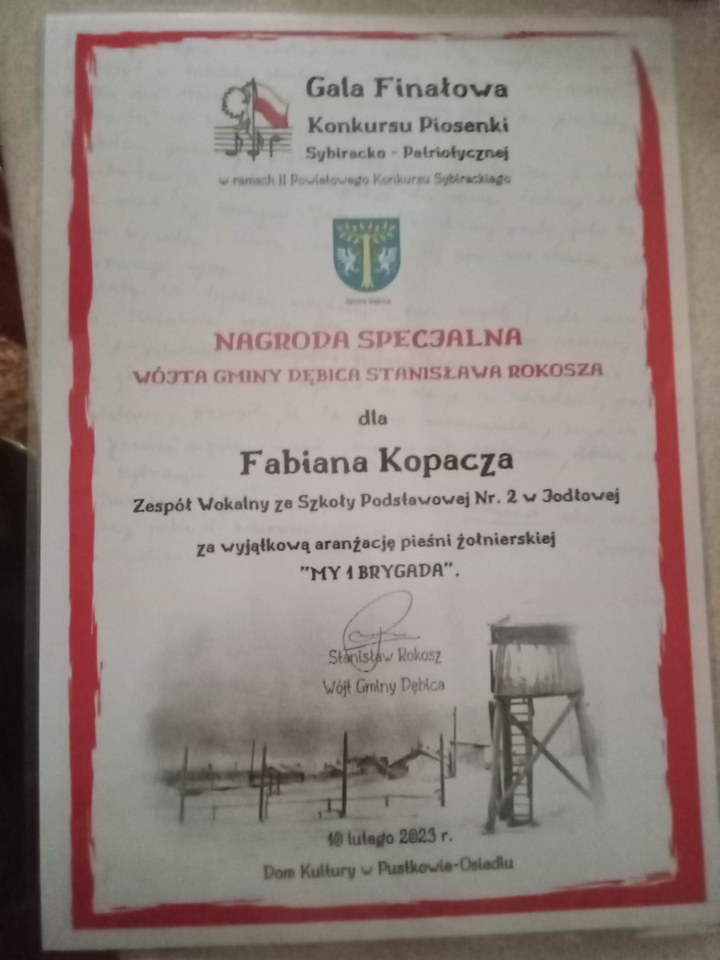 Gala Finałowa
Konkursu Piosenki
Sybiracko - Patriotycznej
w ramach II Powiatowego Konkursu Sybirackiego
Gmina Dębica
NAGRODA SPECJALNA
WÓJTA GMINY DĘBICA STANISŁAWA ROKOSZA
dla
Fabiana Kopacza
Zespół Wokalny ze Szkoły Podstawowej Nr. 2 w Jodłowej
za wyjątkową aranżację pieśni żołnierskiej
"MY 1 BRYGADA".
Stanisław Rokosz
Wójt Gminy Dębica
10 lutego 2023 r.
Dom Kultury w Pustkowie-Osiedlu